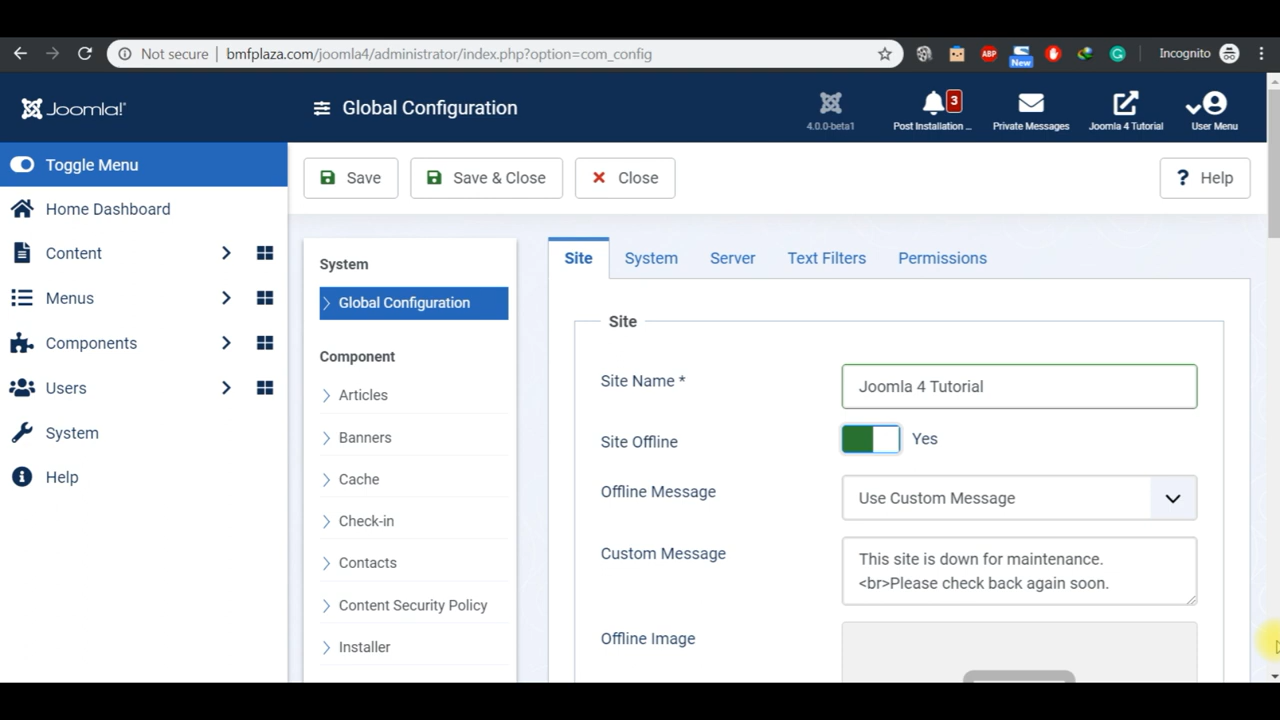 Not secure | bmfplaza.com/joomla4/administrator/index.php?option=com_config
ABP
New
Incognito
Joomla!
Global Configuration
4.0.0-beta1
3
Post Installation ...
Private Messages
Joomla 4 Tutorial
User Menu
Toggle Menu
Home Dashboard
Content
Menus
Components
Users
System
Help
Save
Save & Close
Close
? Help
System
Global Configuration
Component
Articles
Banners
Cache
Check-in
Contacts
Content Security Policy
Installer
Site
System
Server
Text Filters
Permissions
Site
Site Name *
Joomla 4 Tutorial
Site Offline
Yes
Offline Message
Use Custom Message
Custom Message
This site is down for maintenance.
<br>Please check back again soon.
Offline Image